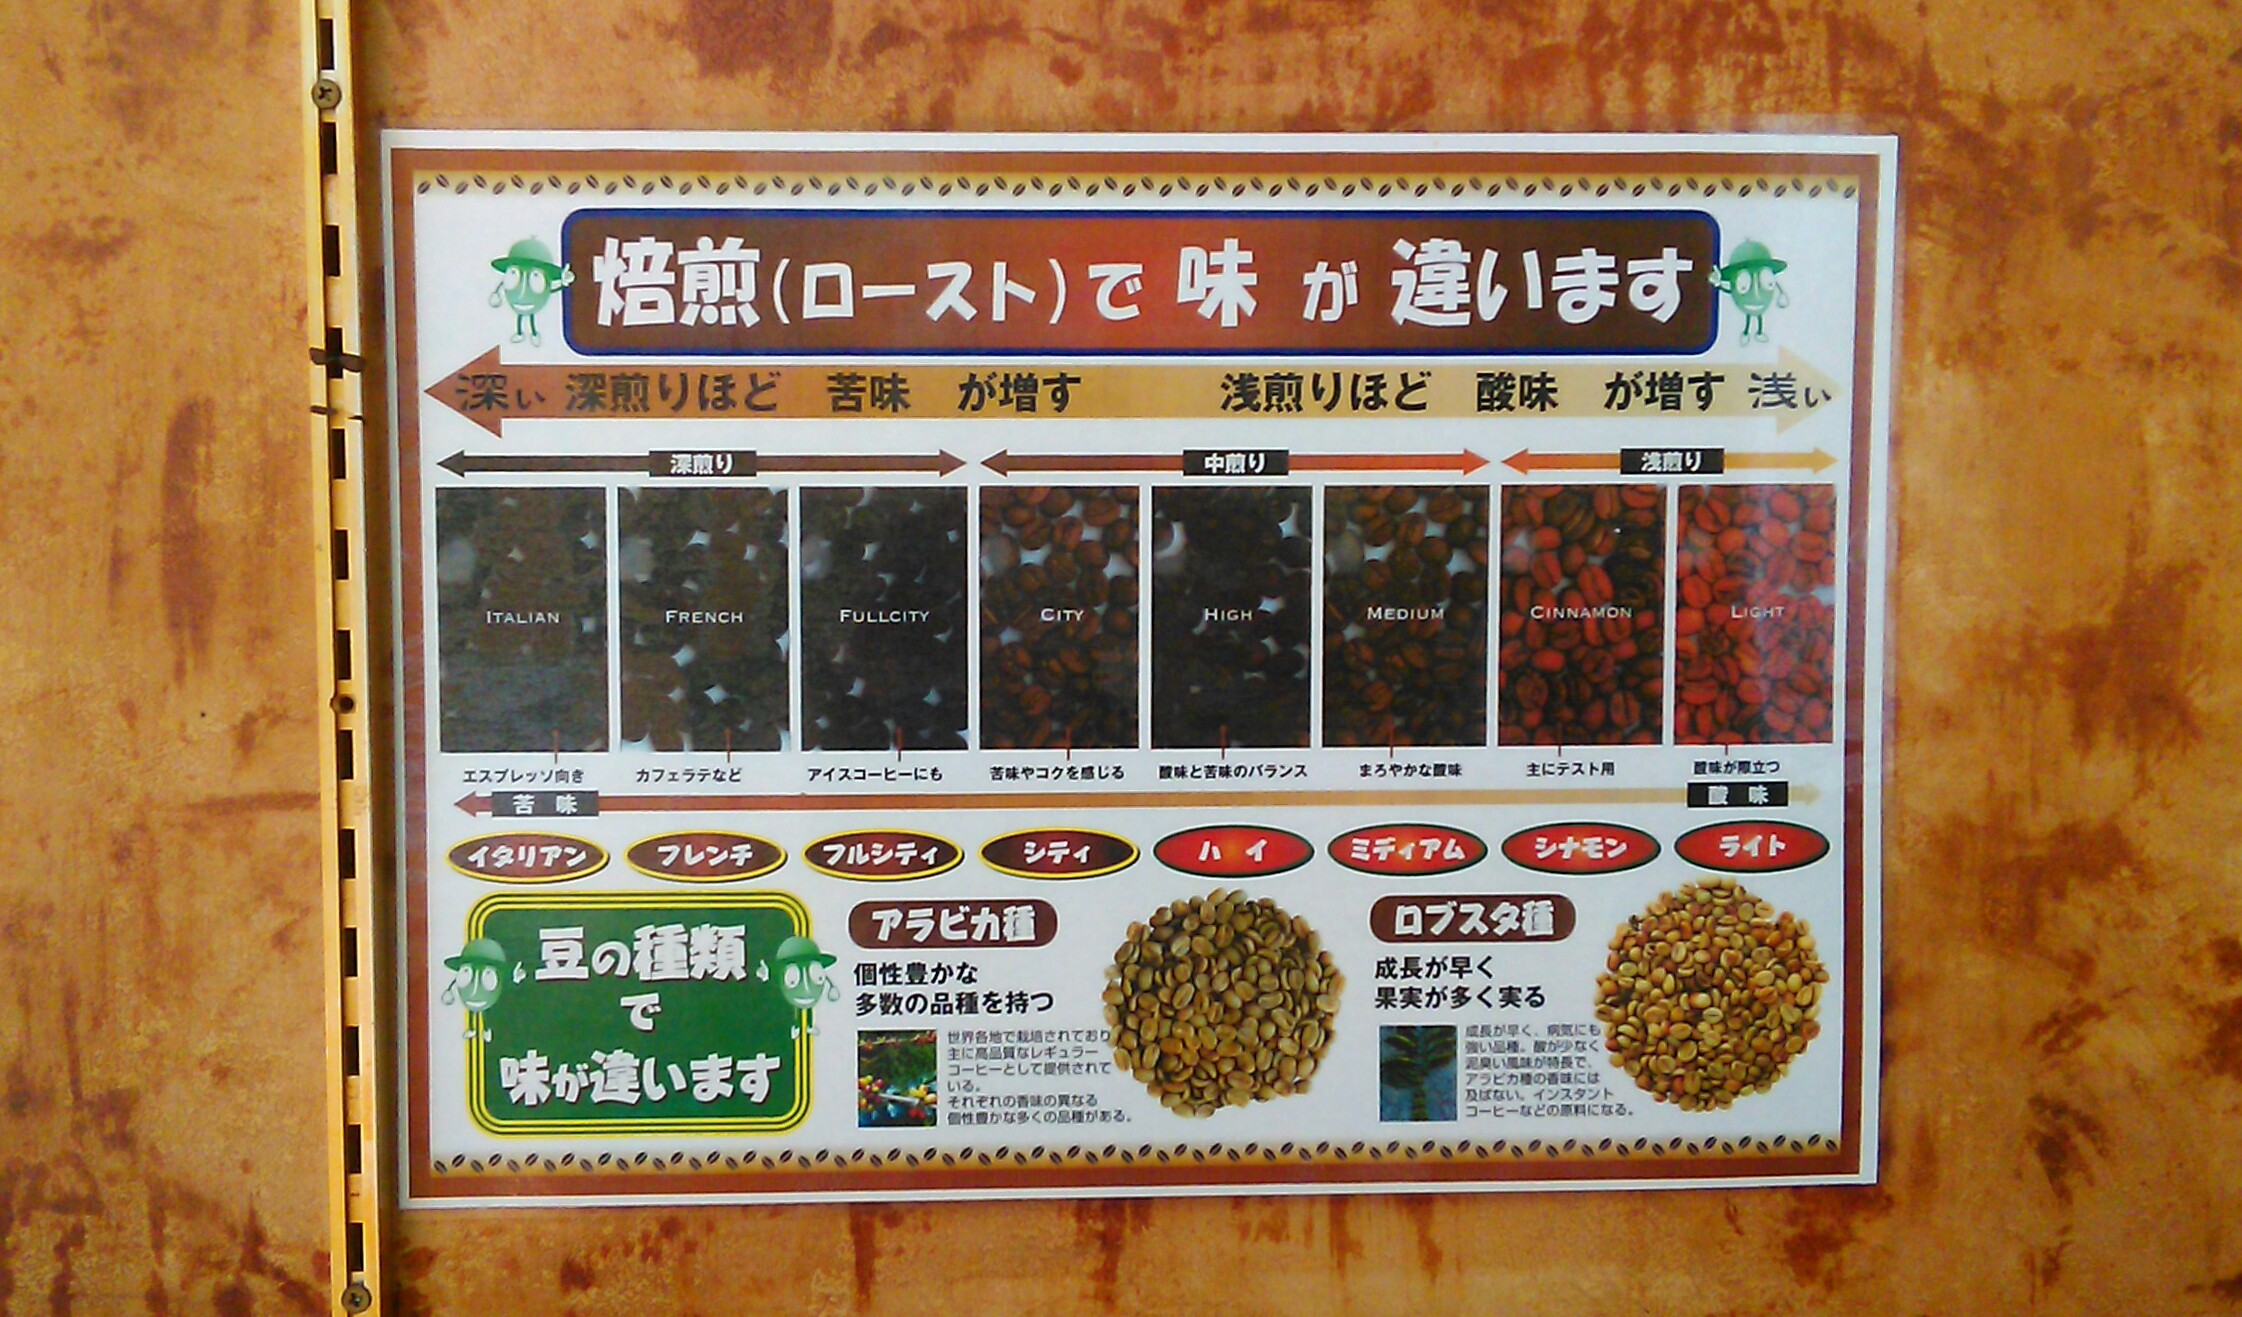 焙煎(ロースト)で 味 が 違います
深い 深煎りほど 苦味 が増す 浅煎りほど 酸味 が増す 浅い
深煎り 中煎り 浅煎り
ITALIAN FRENCH FULLCITY CITY HIGH MEDIUM CINNAMON LIGHT
エスプレッソ向き カフェラテなど アイスコーヒーにも 苦味やコクを感じる 酸味と苦味のバランス まろやかな酸味 主にテスト用 酸味が際立つ
苦味 酸味
イタリアン フレンチ フルシティ シティ ハイ ミディアム シナモン ライト
豆の種類
で
味が違います
アラビカ種
個性豊かな
多数の品種を持つ
世界各地で栽培されており
主に高品質なレギュラー
コーヒーとして提供されて
いる。
それぞれの香味の異なる
個性豊かな多くの品種がある。
ロブスタ種
成長が早く
果実が多く実る
成長が早く、病気にも
強い品種。酸が少なく
泥臭い風味が特長で、
アラビカ種の香味には
及ばない。インスタント
コーヒーなどの原料になる。